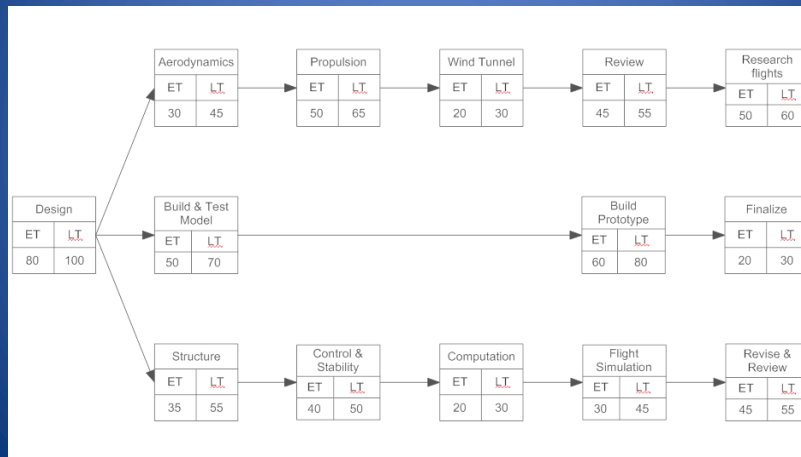 Aerodynamics
ET LT
30 45
Propulsion
ET LT
50 65
Wind Tunnel
ET LT
20 30
Review
ET LT
45 55
Research
flights
ET LT
50 60
Design
ET LT
80 100
Build & Test
Model
ET LT
50 70
Build
Prototype
ET LT
60 80
Finalize
ET LT
20 30
Structure
ET LT
35 55
Control &
Stability
ET LT
40 50
Computation
ET LT
20 30
Flight
Simulation
ET LT
30 45
Revise &
Review
ET LT
45 55